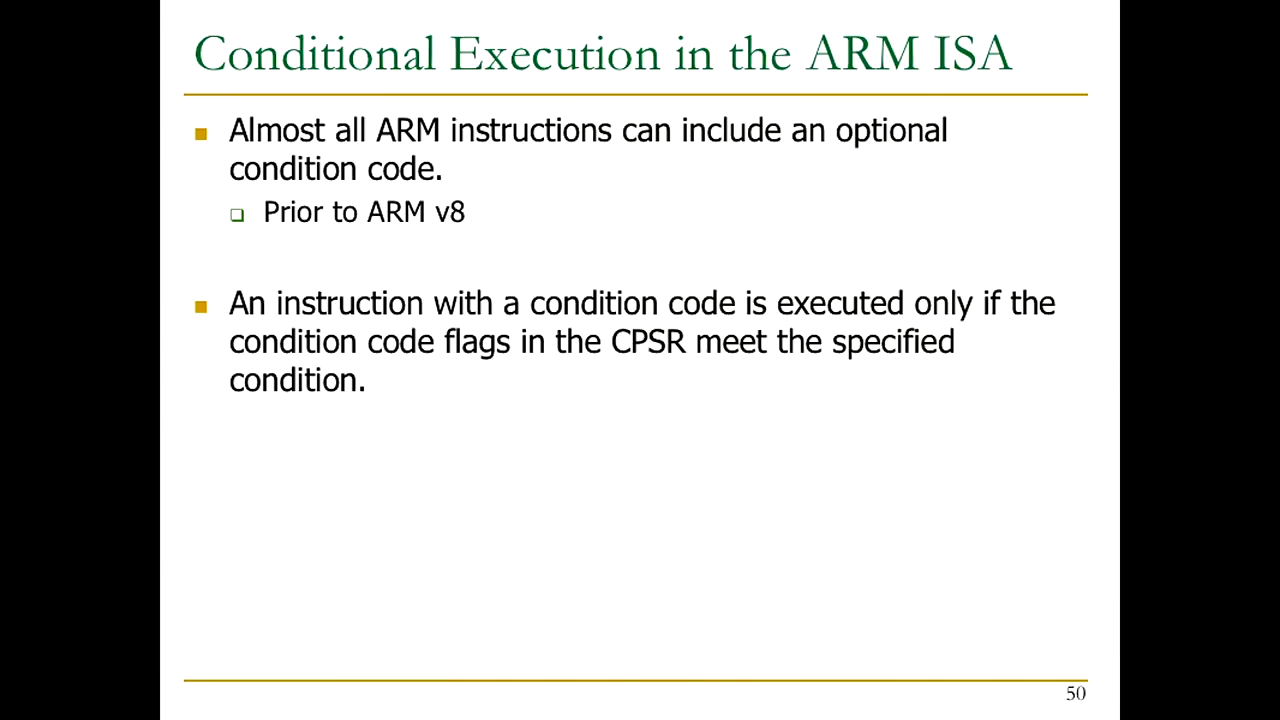 Conditional Execution in the ARM ISA
Almost all ARM instructions can include an optional
condition code.
Prior to ARM v8
An instruction with a condition code is executed only if the
condition code flags in the CPSR meet the specified
condition.
50